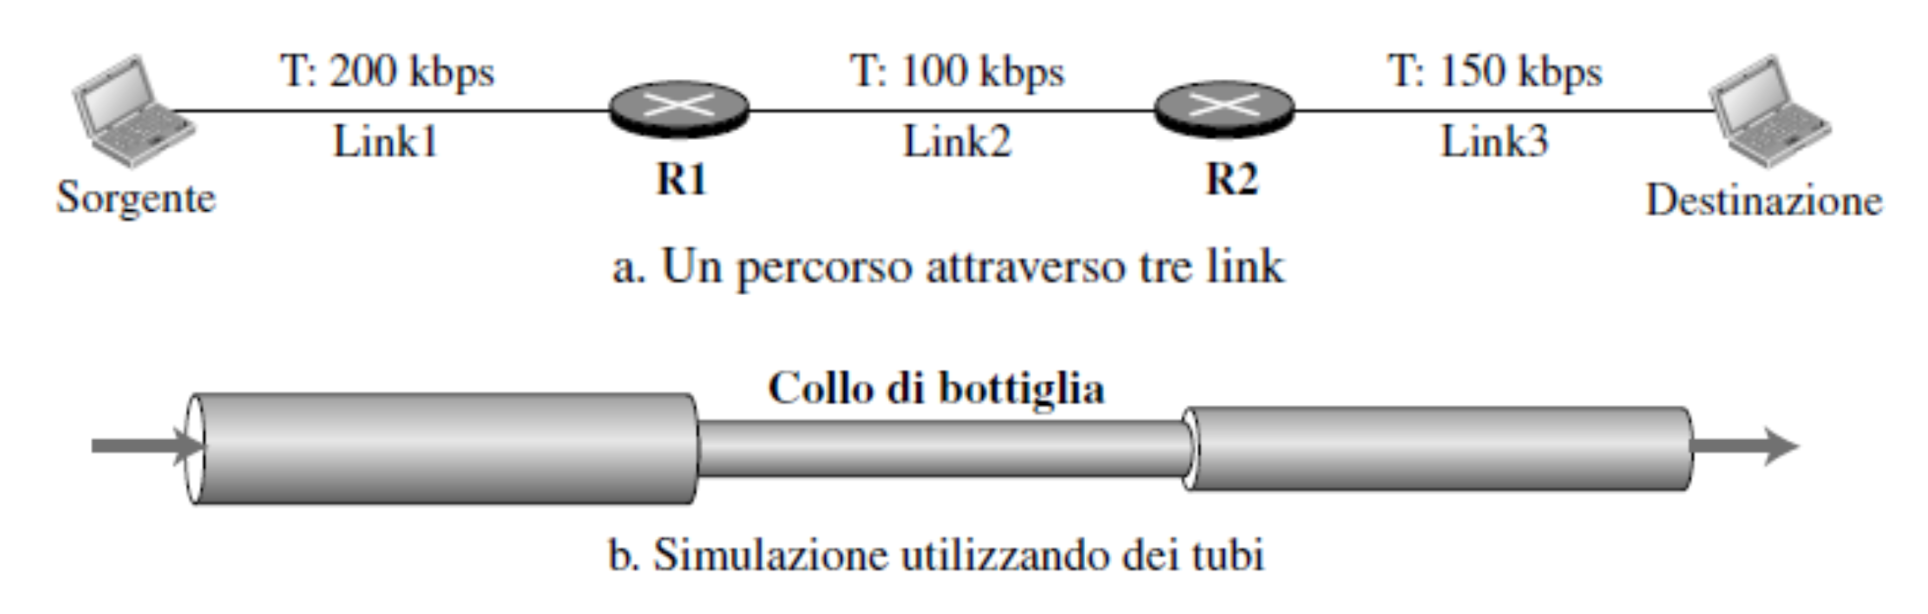 T: 200 kbps
T: 100 kbps
T: 150 kbps
Link1
Link2
Link3
Sorgente
R1
R2
Destinazione
a. Un percorso attraverso tre link
Collo di bottiglia
b. Simulazione utilizzando dei tubi